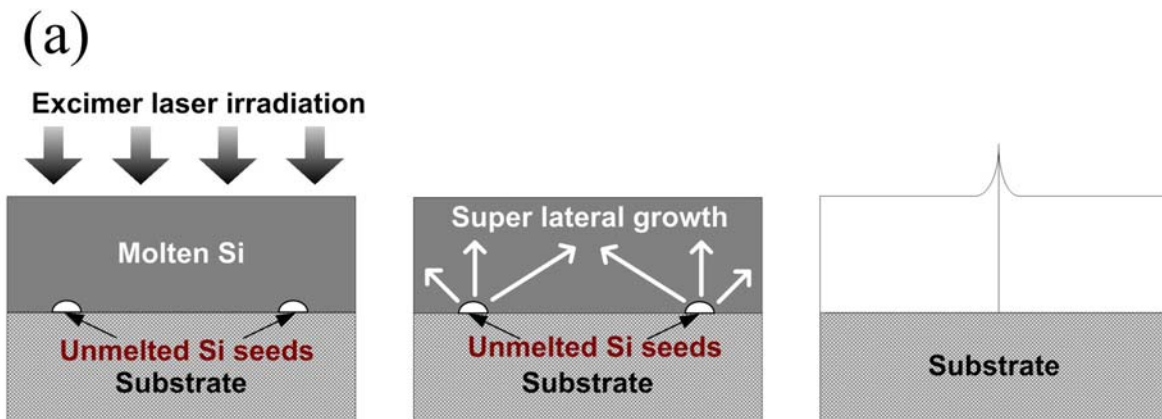 (a)
Excimer laser irradiation
Molten Si
Unmelted Si seeds
Substrate
Super lateral growth
Unmelted Si seeds
Substrate
Substrate